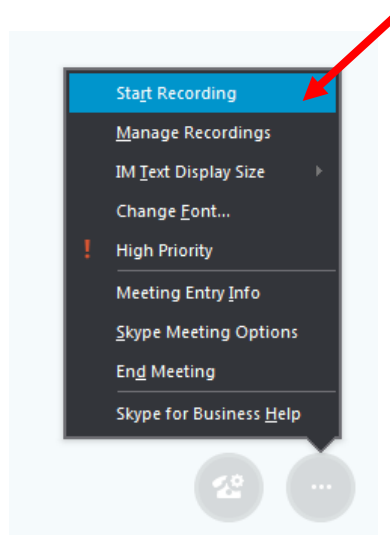 Start Recording
Manage Recordings
IM Text Display Size
Change Font...
! High Priority
Meeting Entry Info
Skype Meeting Options
End Meeting
Skype for Business Help